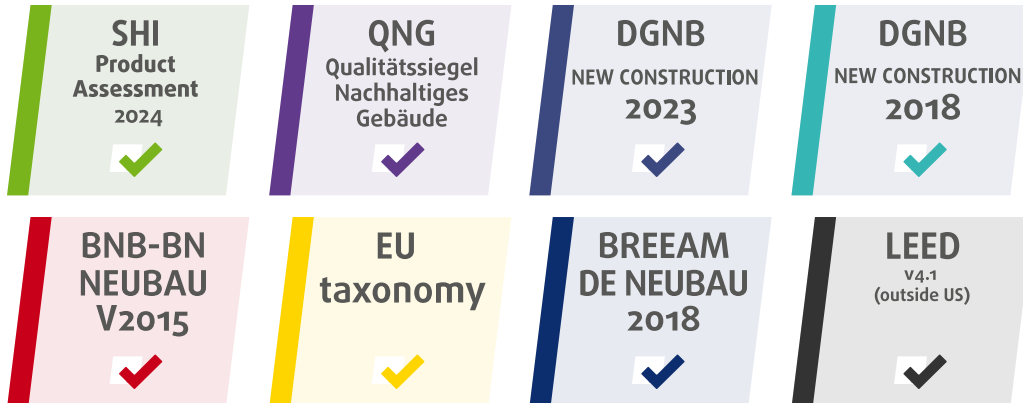 SHI
Product
Assessment
2024
QNG
Qualitätssiegel
Nachhaltiges
Gebäude
DGNB
NEW CONSTRUCTION
2023
DGNB
NEW CONSTRUCTION
2018
BNB-BN
NEUBAU
V2015
EU
taxonomy
BREEAM
DE NEUBAU
2018
LEED
v4.1
(outside US)